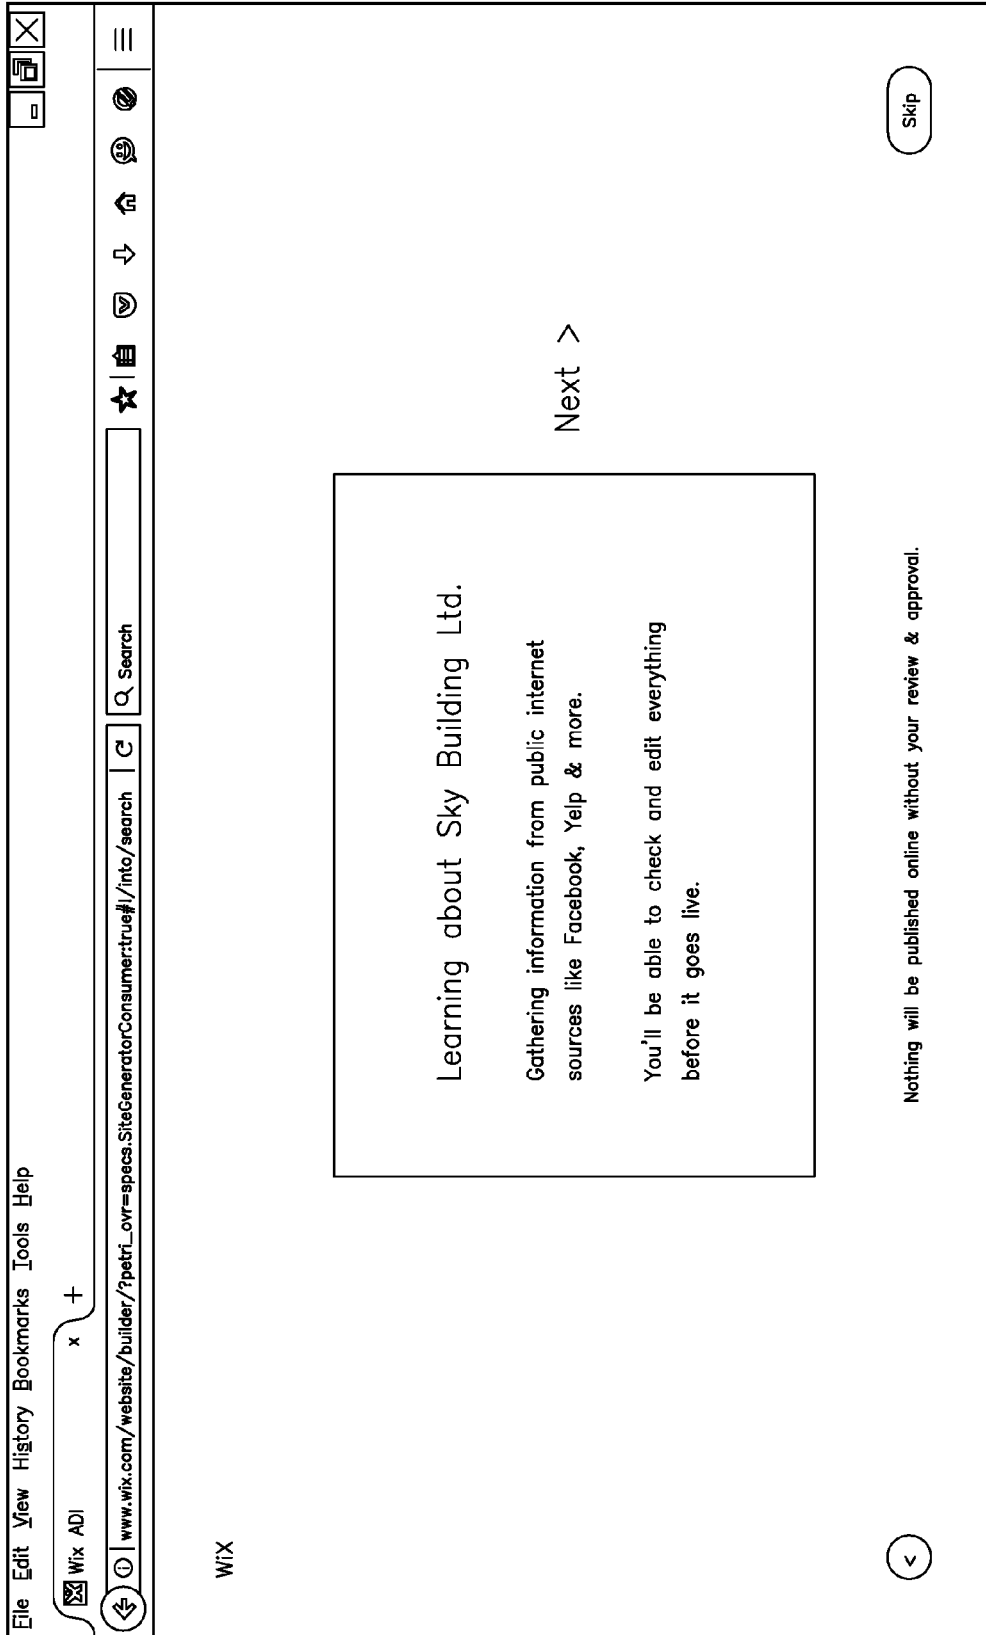 File Edit View History Bookmarks Tools Help
Wix ADI x +
www.wix.com/website/builder/?petri_ovr=specs.SiteGeneratorConsumer:true#1/into/search Search
WiX
Learning about Sky Building Ltd.
Gathering information from public internet
sources like Facebook, Yelp & more.
You'll be able to check and edit everything
before it goes live.
Next >
<
Nothing will be published online without your review & approval.
Skip